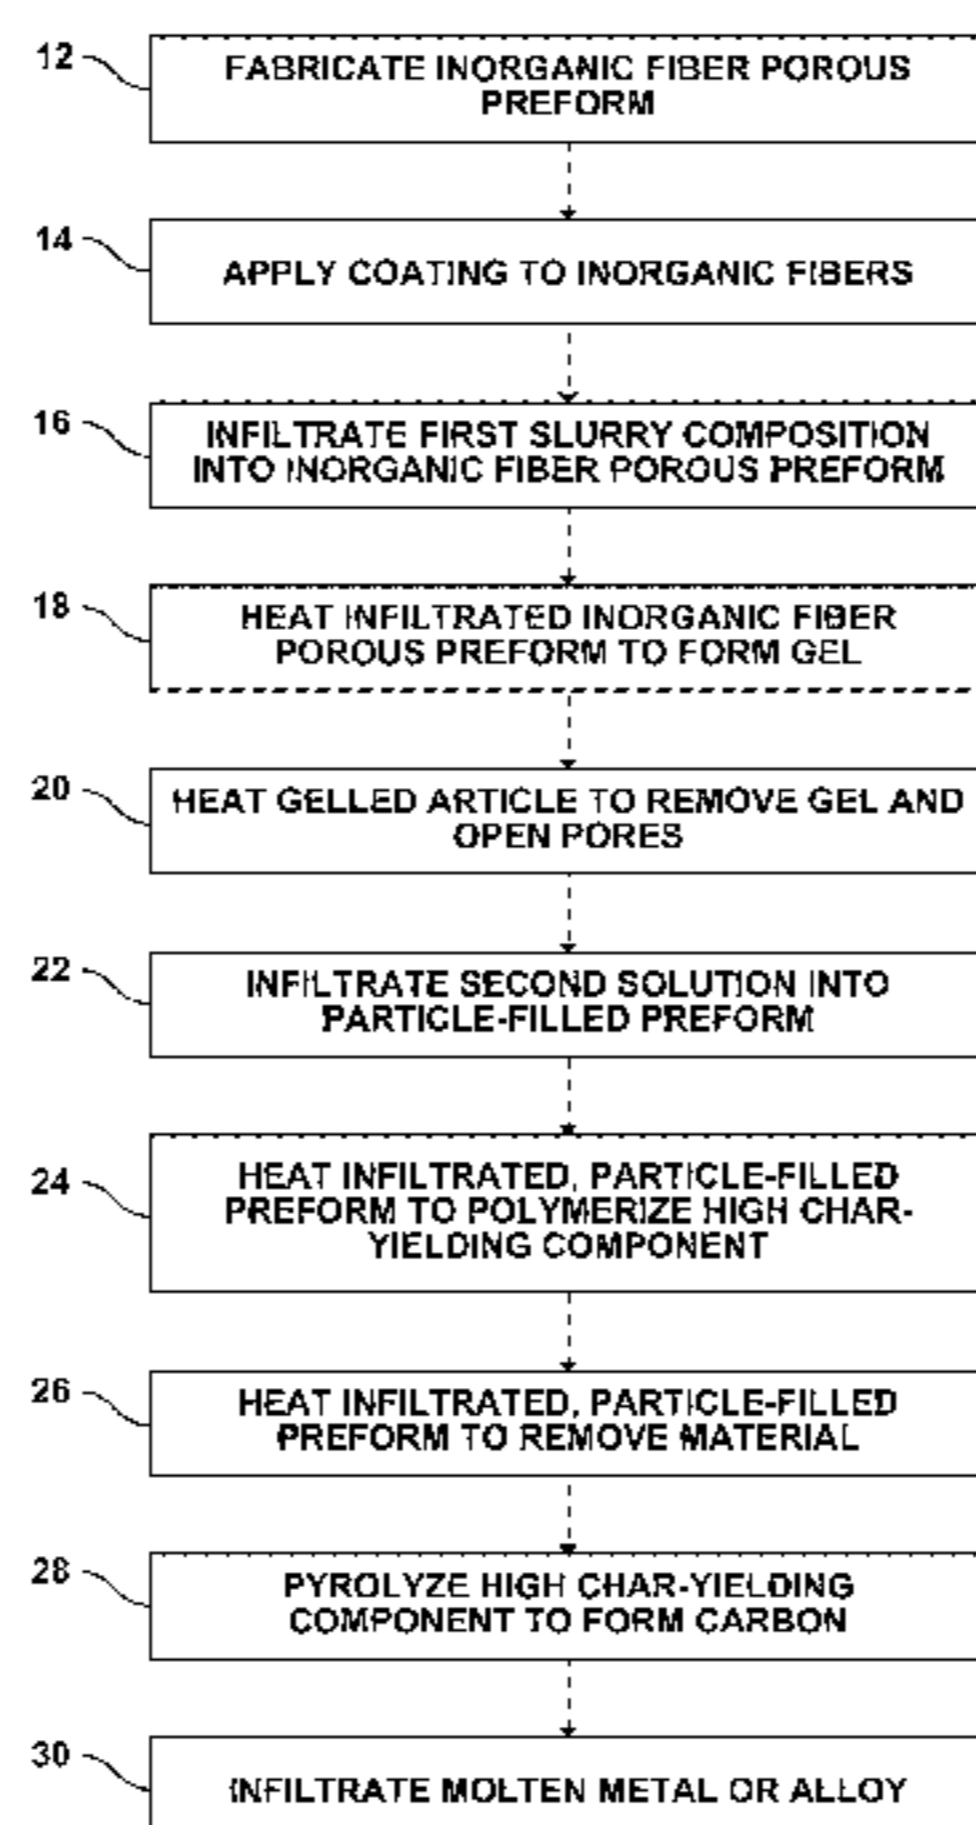 12
FABRICATE INORGANIC FIBER POROUS
PREFORM
14
APPLY COATING TO INORGANIC FIBERS
16
INFILTRATE FIRST SLURRY COMPOSITION
INTO INORGANIC FIBER POROUS PREFORM
18
HEAT INFILTRATED INORGANIC FIBER
POROUS PREFORM TO FORM GEL
20
HEAT GELLED ARTICLE TO REMOVE GEL AND
OPEN PORES
22
INFILTRATE SECOND SOLUTION INTO
PARTICLE-FILLED PREFORM
24
HEAT INFILTRATED, PARTICLE-FILLED
PREFORM TO POLYMERIZE HIGH CHAR-
YIELDING COMPONENT
26
HEAT INFILTRATED, PARTICLE-FILLED
PREFORM TO REMOVE MATERIAL
28
PYROLYZE HIGH CHAR-YIELDING
COMPONENT TO FORM CARBON
30
INFILTRATE MOLTEN METAL OR ALLOY